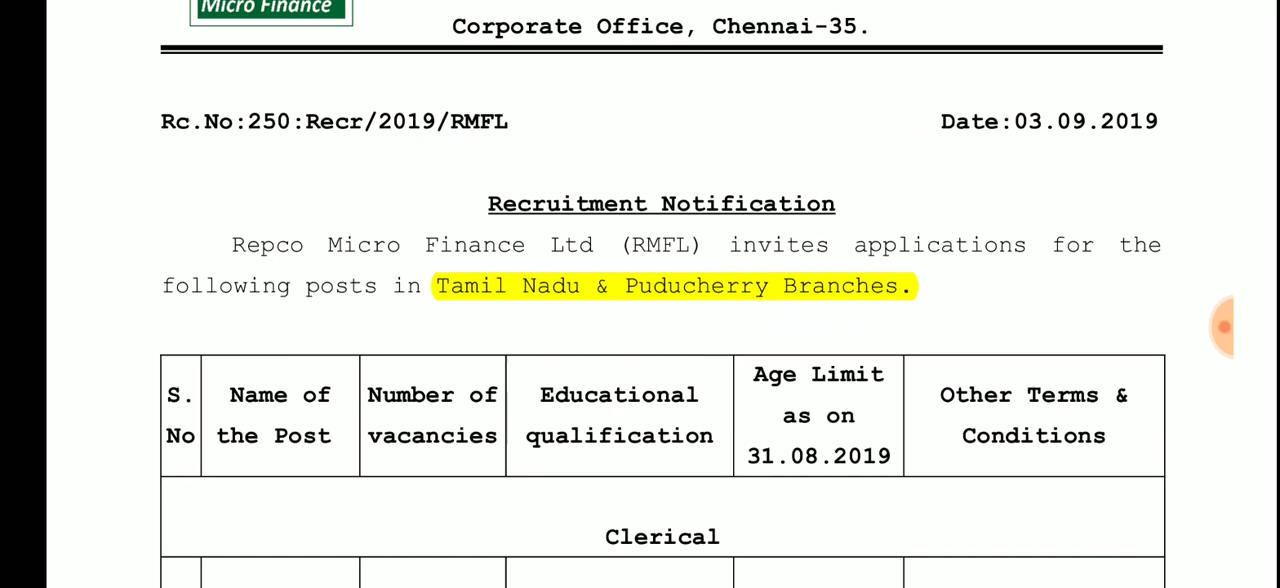 Micro Finance
Corporate Office, Chennai-35.
Rc.No:250:Recr/2019/RMFL Date:03.09.2019
Recruitment Notification
Repco Micro Finance Ltd (RMFL) invites applications for the
following posts in Tamil Nadu & Puducherry Branches.
S. No Name of the Post Number of vacancies Educational qualification Age Limit as on 31.08.2019 Other Terms & Conditions
Clerical